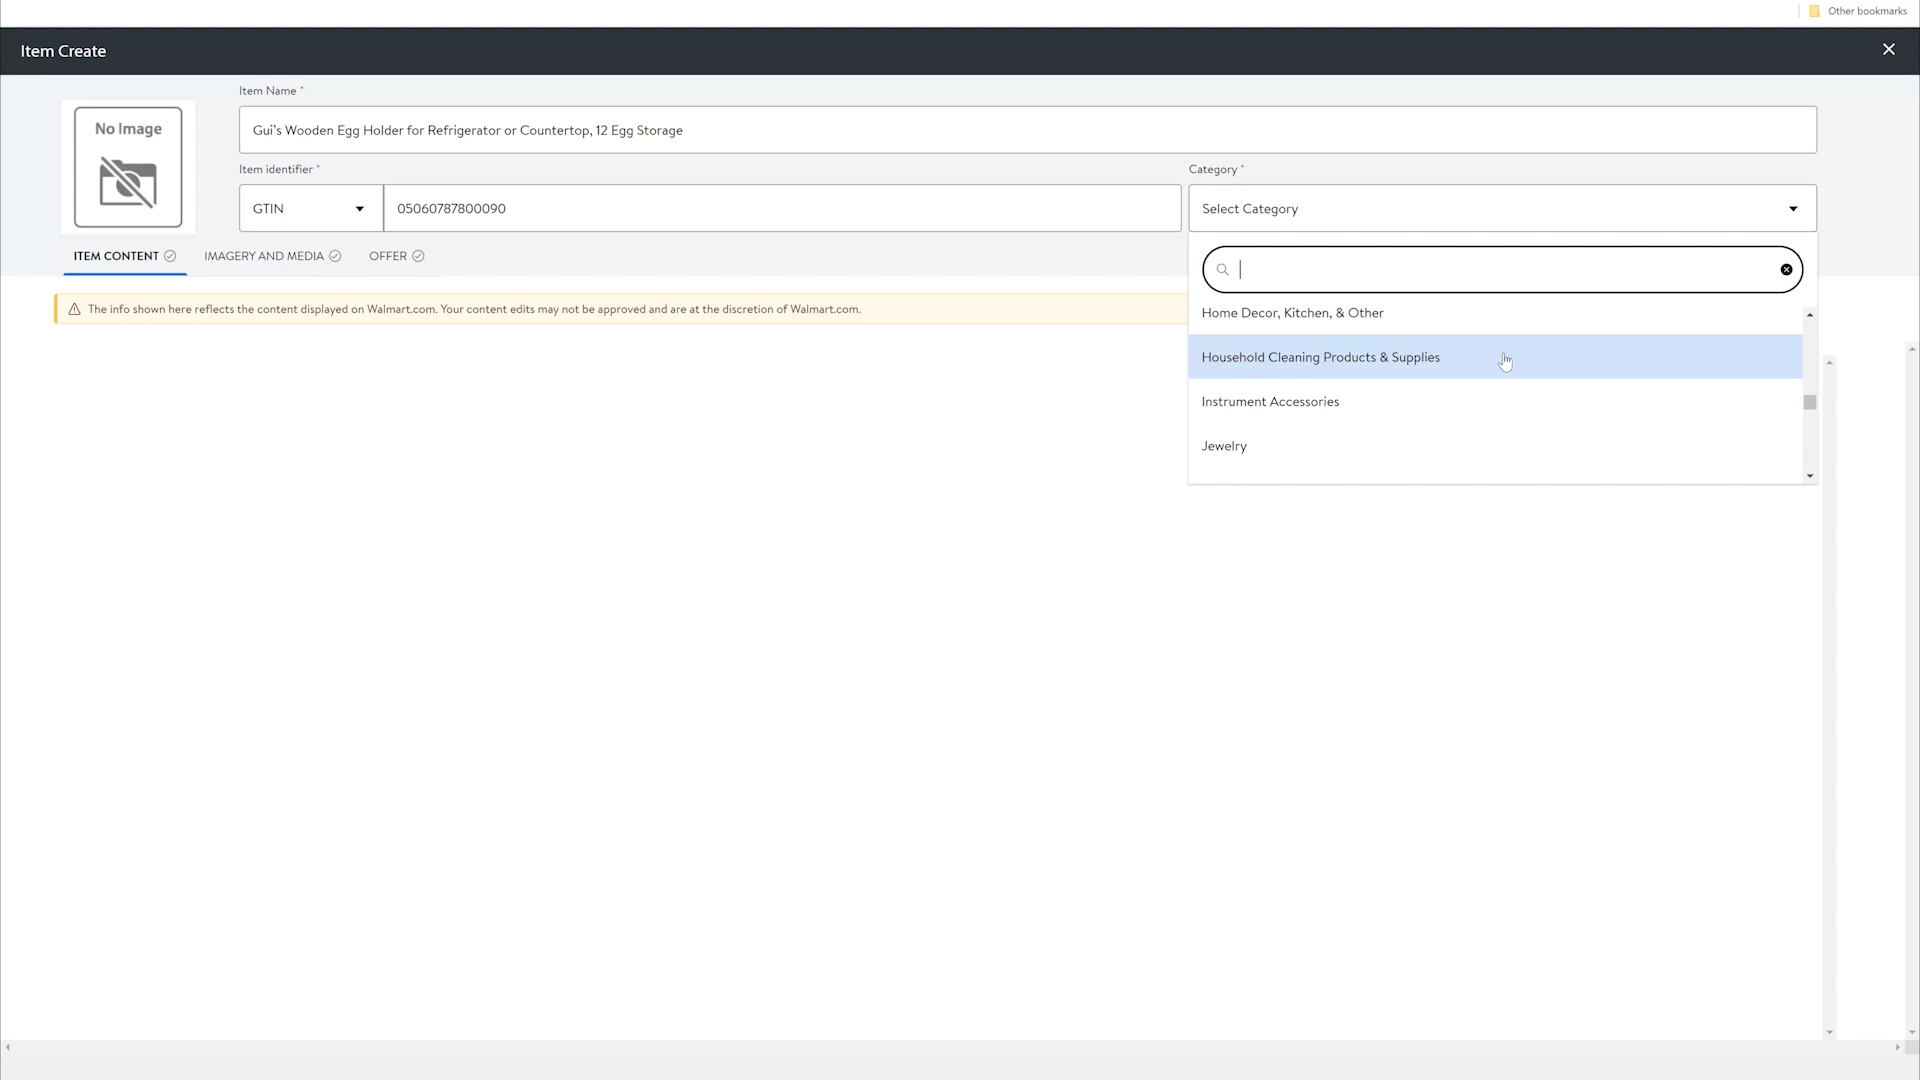 Other bookmarks
Item Create
Item Name *
No Image
Gui's Wooden Egg Holder for Refrigerator or Countertop, 12 Egg Storage
Item identifier *
Category *
GTIN
05060787800090
Select Category
ITEM CONTENT
IMAGERY AND MEDIA
OFFER
The info shown here reflects the content displayed on Walmart.com. Your content edits may not be approved and are at the discretion of Walmart.com.
Home Decor, Kitchen, & Other
Household Cleaning Products & Supplies
Instrument Accessories
Jewelry